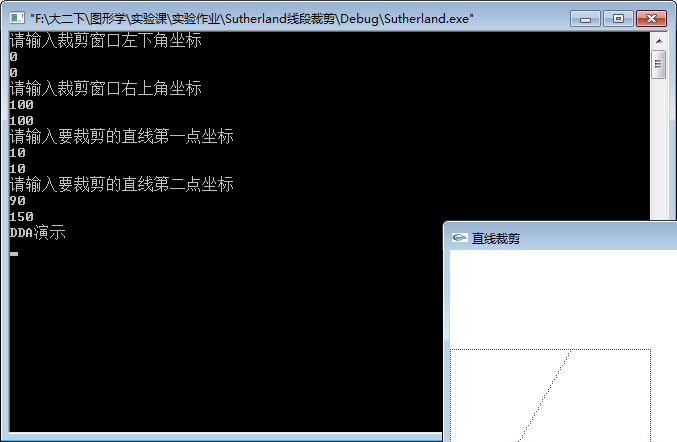 "F:\大二下\图形学\实验课\实验作业\Sutherland线段裁剪\Debug\Sutherland.exe"
请输入裁剪窗口左下角坐标
0
0
请输入裁剪窗口右上角坐标
100
100
请输入要裁剪的直线第一点坐标
10
10
请输入要裁剪的直线第二点坐标
90
150
DDA演示
直线裁剪